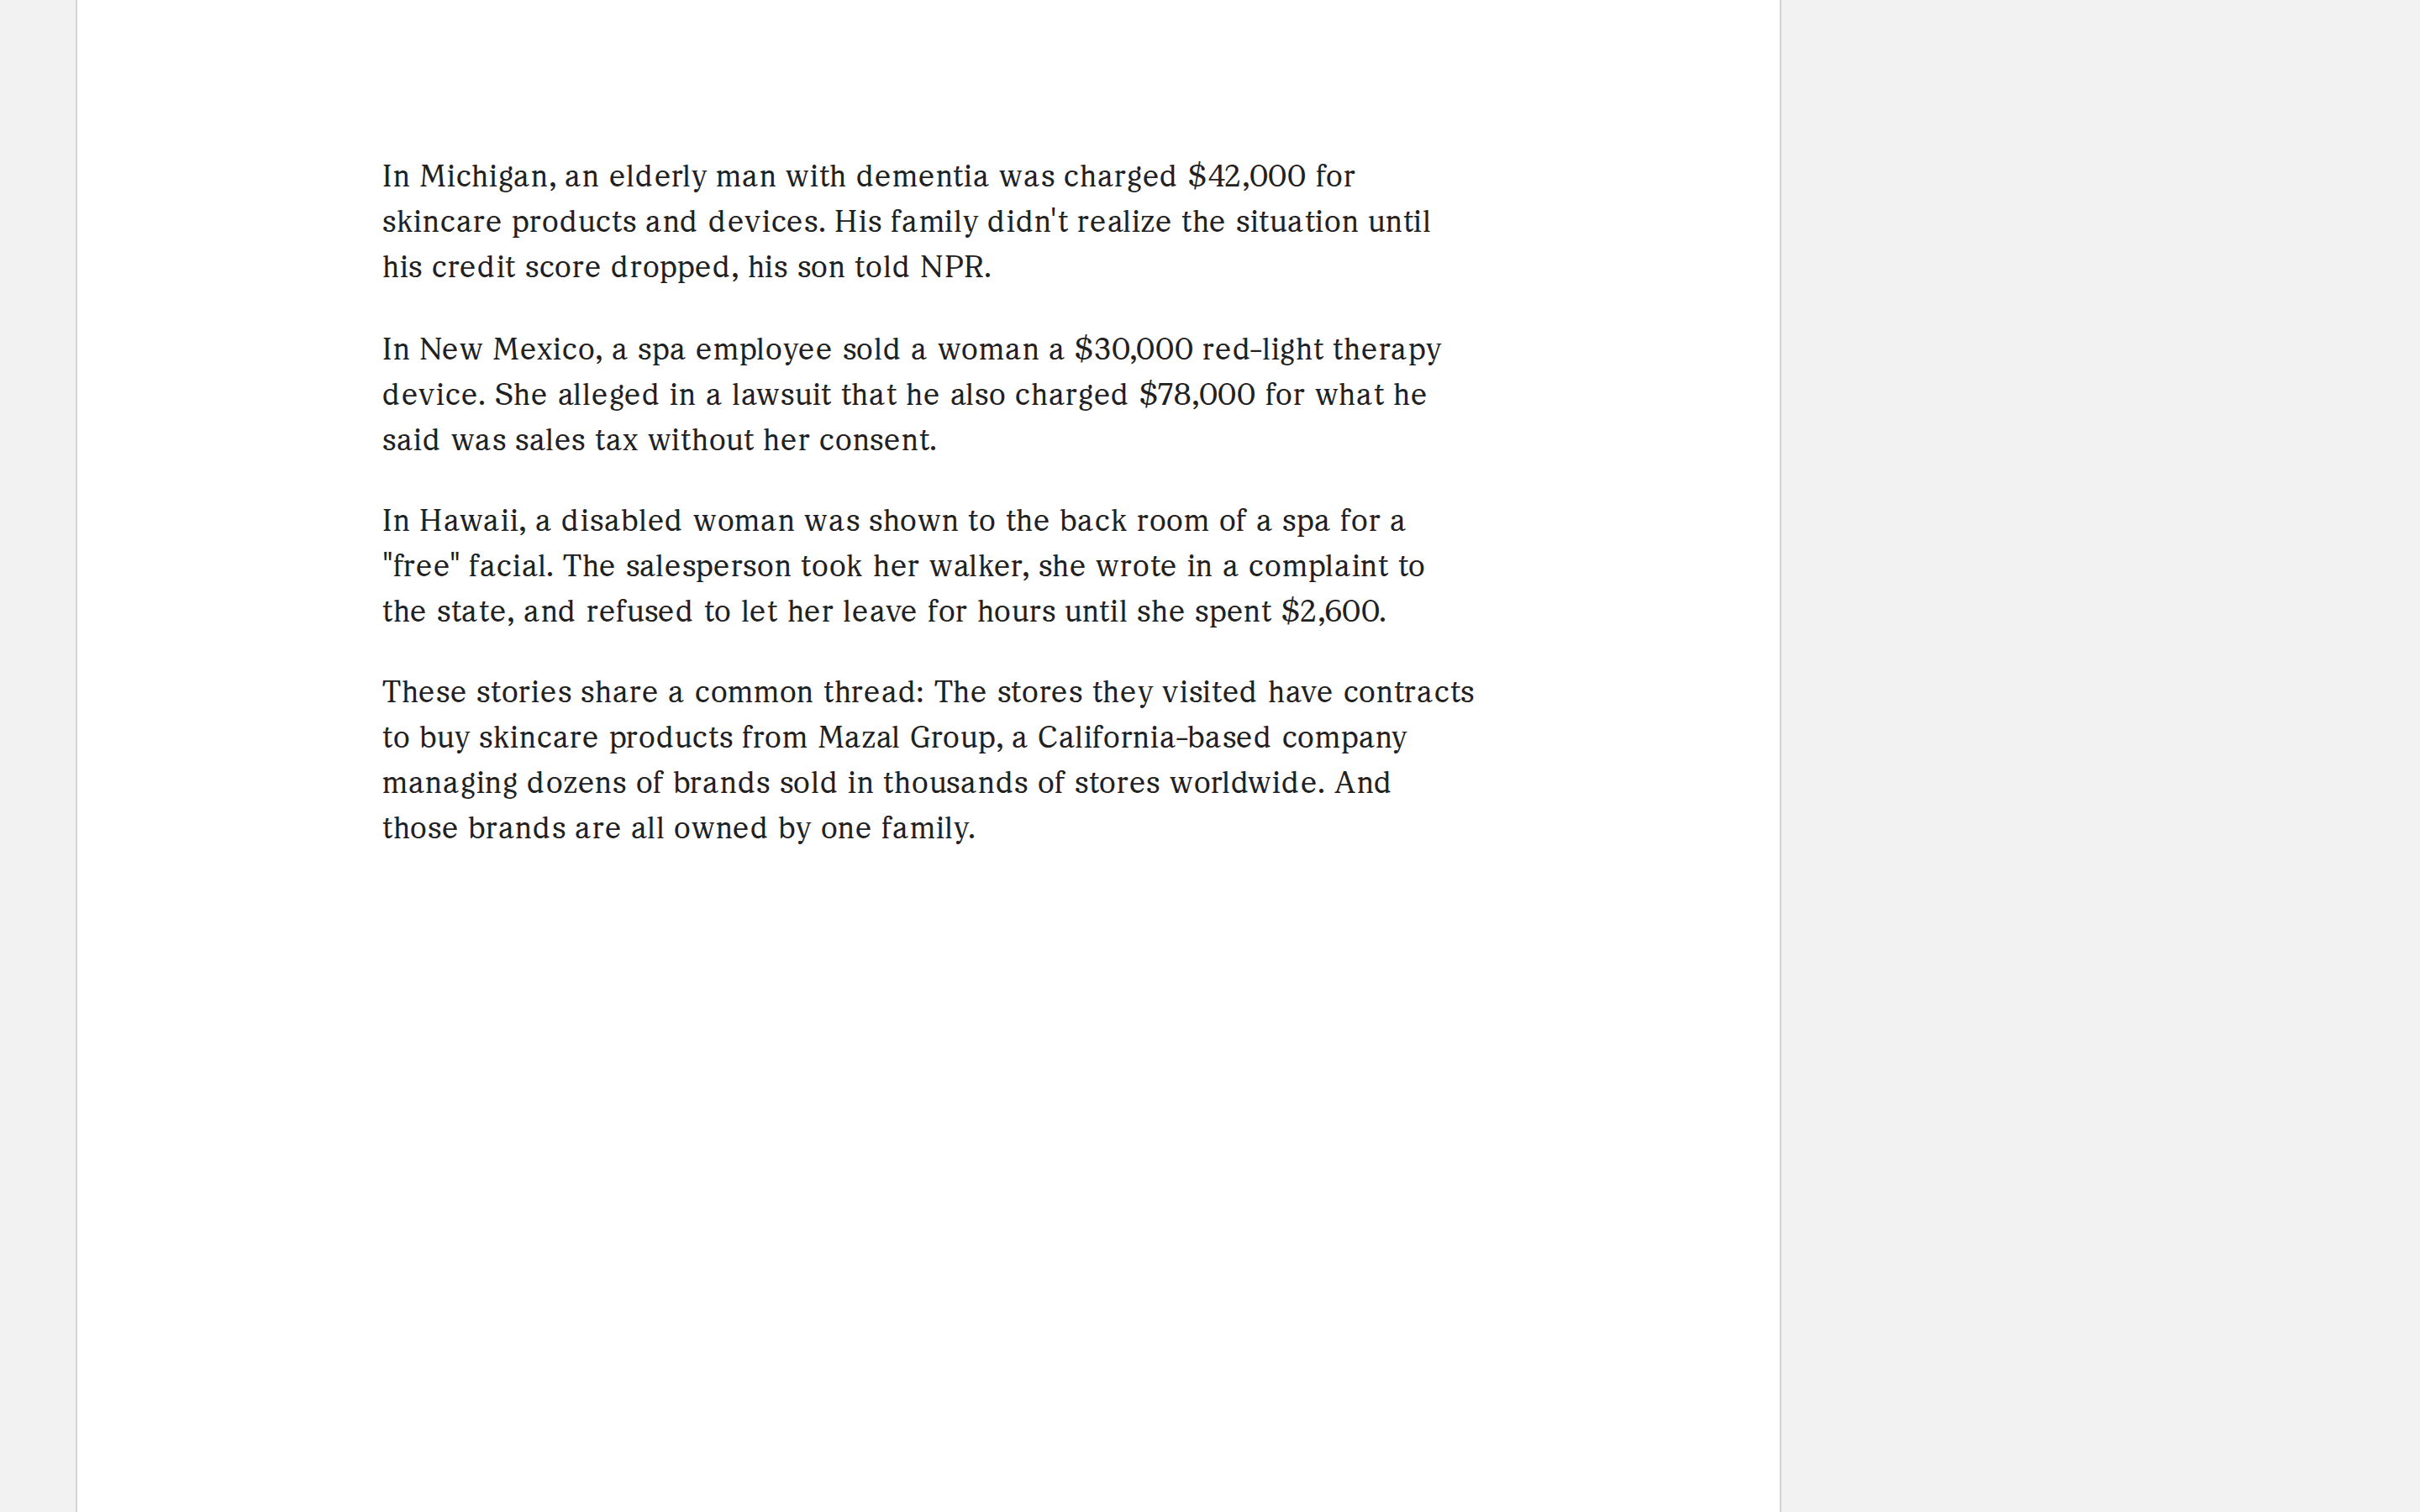 In Michigan, an elderly man with dementia was charged $42,000 for
skincare products and devices. His family didn't realize the situation until
his credit score dropped, his son told NPR.
In New Mexico, a spa employee sold a woman a $30,000 red-light therapy
device. She alleged in a lawsuit that he also charged $78,000 for what he
said was sales tax without her consent.
In Hawaii, a disabled woman was shown to the back room of a spa for a
"free" facial. The salesperson took her walker, she wrote in a complaint to
the state, and refused to let her leave for hours until she spent $2,600.
These stories share a common thread: The stores they visited have contracts
to buy skincare products from Mazal Group, a California-based company
managing dozens of brands sold in thousands of stores worldwide. And
those brands are all owned by one family.